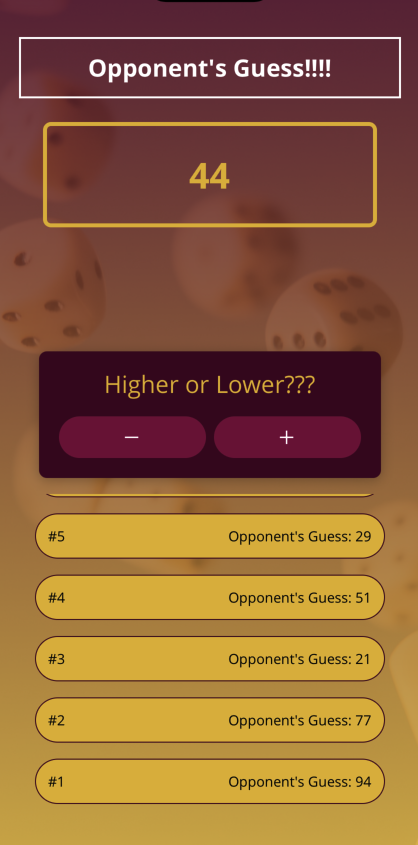 Opponent's Guess!!!!
44
Higher or Lower???
− +
#5 Opponent's Guess: 29
#4 Opponent's Guess: 51
#3 Opponent's Guess: 21
#2 Opponent's Guess: 77
#1 Opponent's Guess: 94